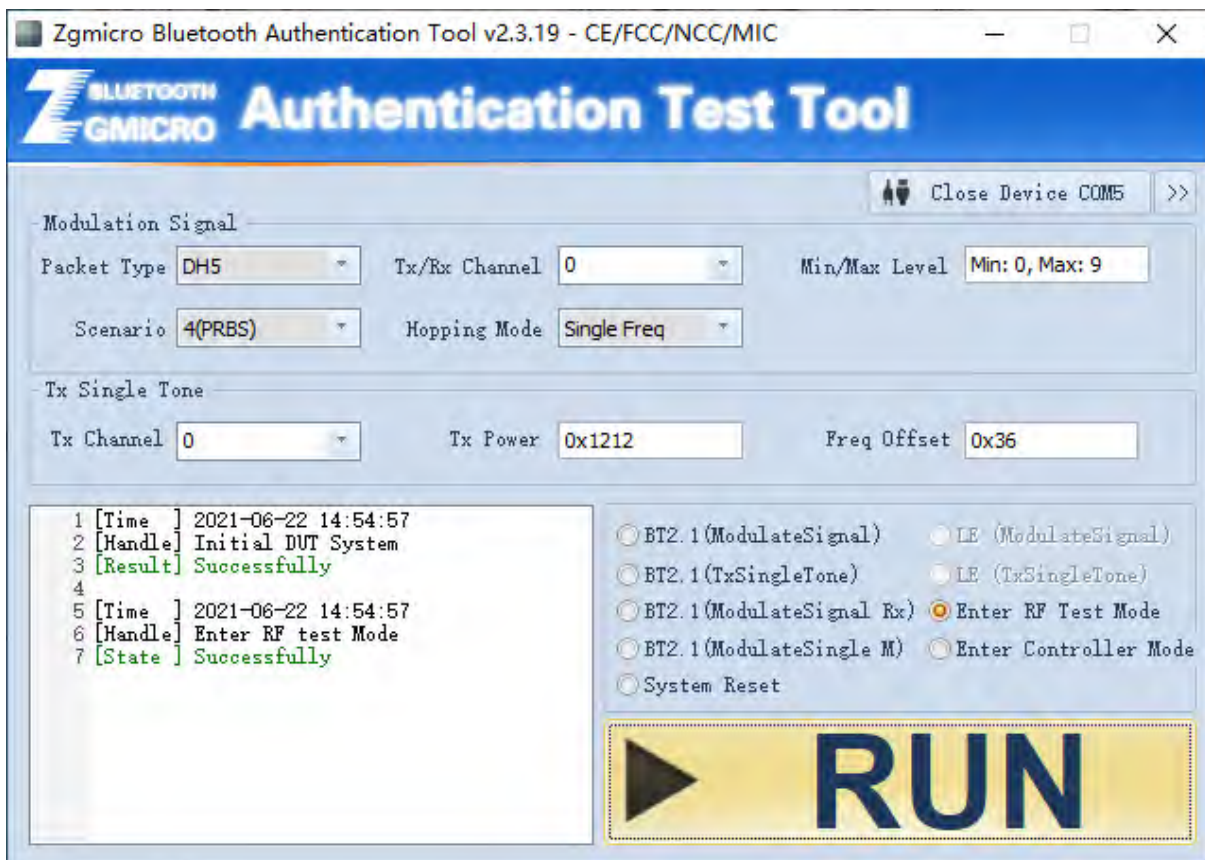 Zgmicro Bluetooth Authentication Tool v2.3.19 - CE/FCC/NCC/MIC
BLUETOOTH
ZGMICRO
Authentication Test Tool
Close Device COM5 >>
Modulation Signal
Packet Type DH5 Tx/Rx Channel 0 Min/Max Level Min: 0, Max: 9
Scenario 4(PRBS) Hopping Mode Single Freq
Tx Single Tone
Tx Channel 0 Tx Power 0x1212 Freq Offset 0x36
1 [Time ] 2021-06-22 14:54:57
2 [Handle] Initial DUT System
3 [Result] Successfully
4
5 [Time ] 2021-06-22 14:54:57
6 [Handle] Enter RF test Mode
7 [State ] Successfully
BT2.1(ModulateSignal) LE (ModulateSignal)
BT2.1(TxSingleTone) LE (TxSingleTone)
BT2.1(ModulateSignal Rx) Enter RF Test Mode
BT2.1(ModulateSingle M) Enter Controller Mode
System Reset
RUN